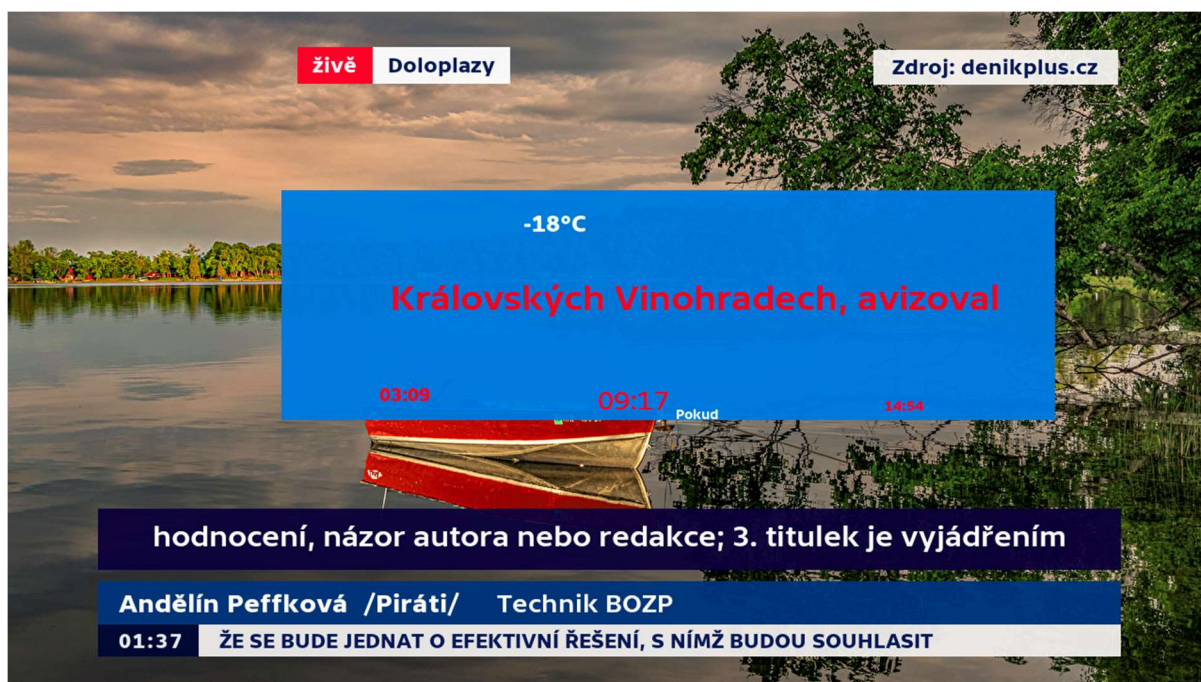 živě Doloplazy
Zdroj: denikplus.cz
-18°C
Královských Vinohradech, avizoval
03:09 09:17 14:54
Pokud
hodnocení, názor autora nebo redakce; 3. titulek je vyjádřením
Andělín Peffková /Piráti/ Technik BOZP
01:37 ŽE SE BUDE JEDNAT O EFEKTIVNÍ ŘEŠENÍ, S NÍMŽ BUDOU SOUHLASIT